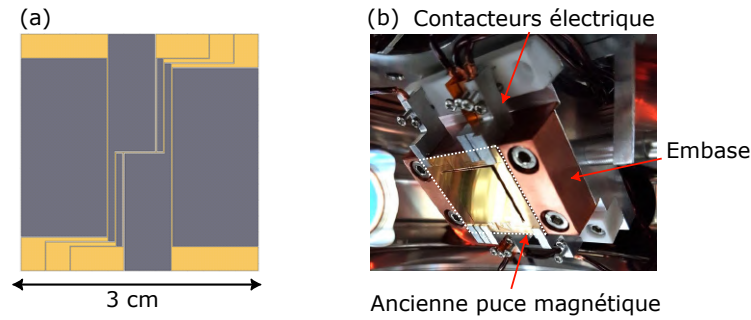 (a)
(b) Contacteurs électrique
Embase
3 cm
Ancienne puce magnétique